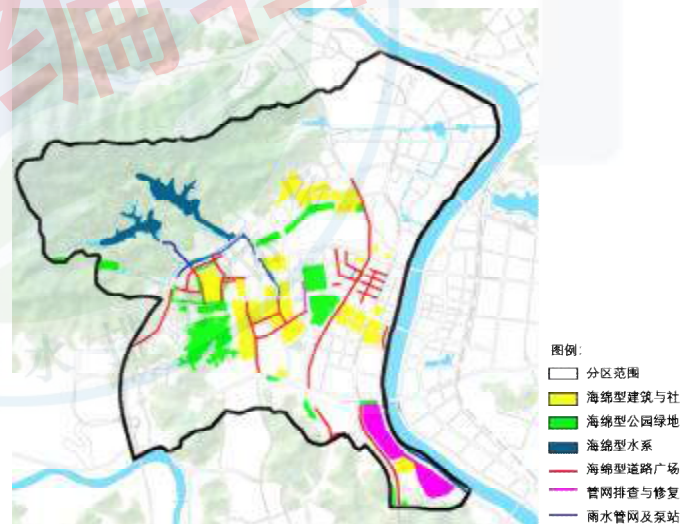 编
图例:
分区范围
海绵型建筑与社
海绵型公园绿地
海绵型水系
海绵型道路广场
管网排查与修复
雨水管网及泵站